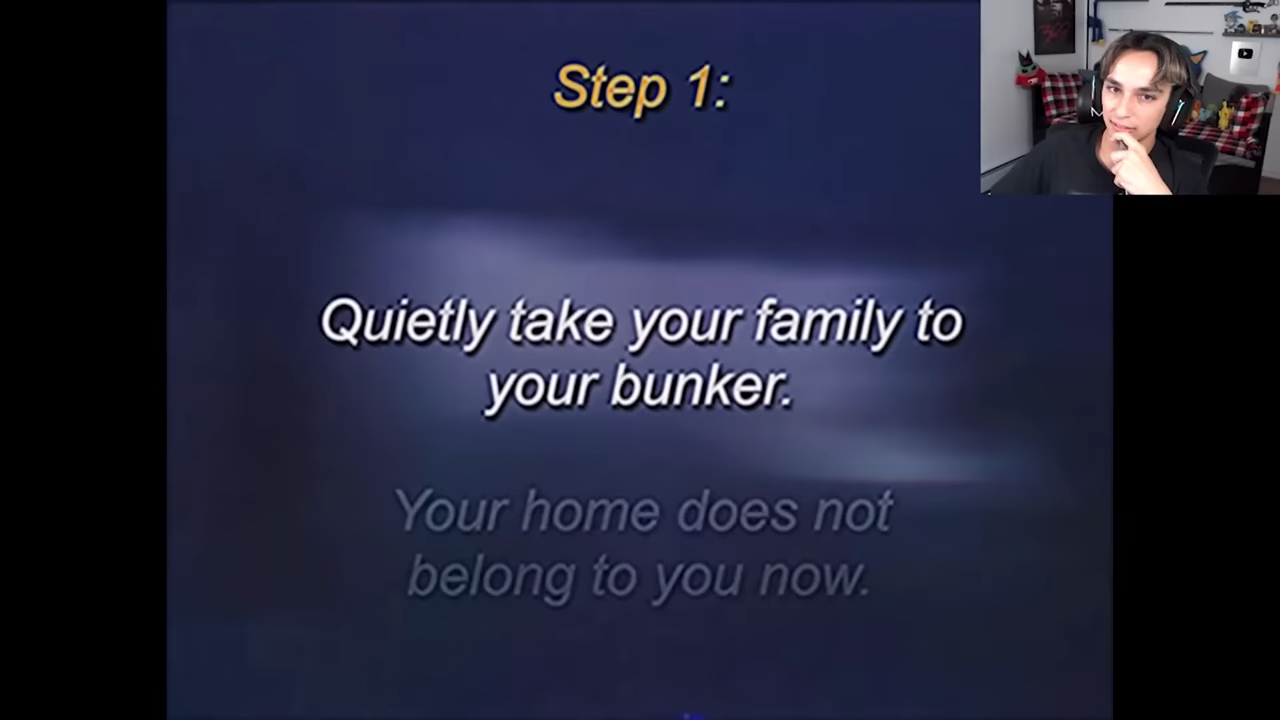 Step 1:
Quietly take your family to
your bunker.
Your home does not
belong to you now.